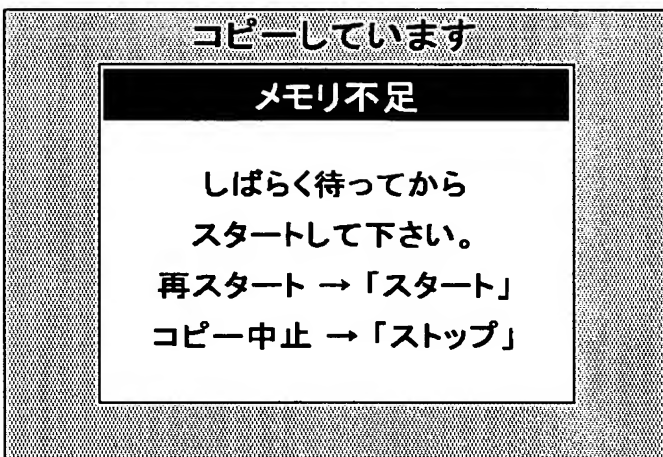 コピーしています
メモリ不足
しばらく待ってから
スタートして下さい。
再スタート → 「スタート」
コピー中止 → 「ストップ」